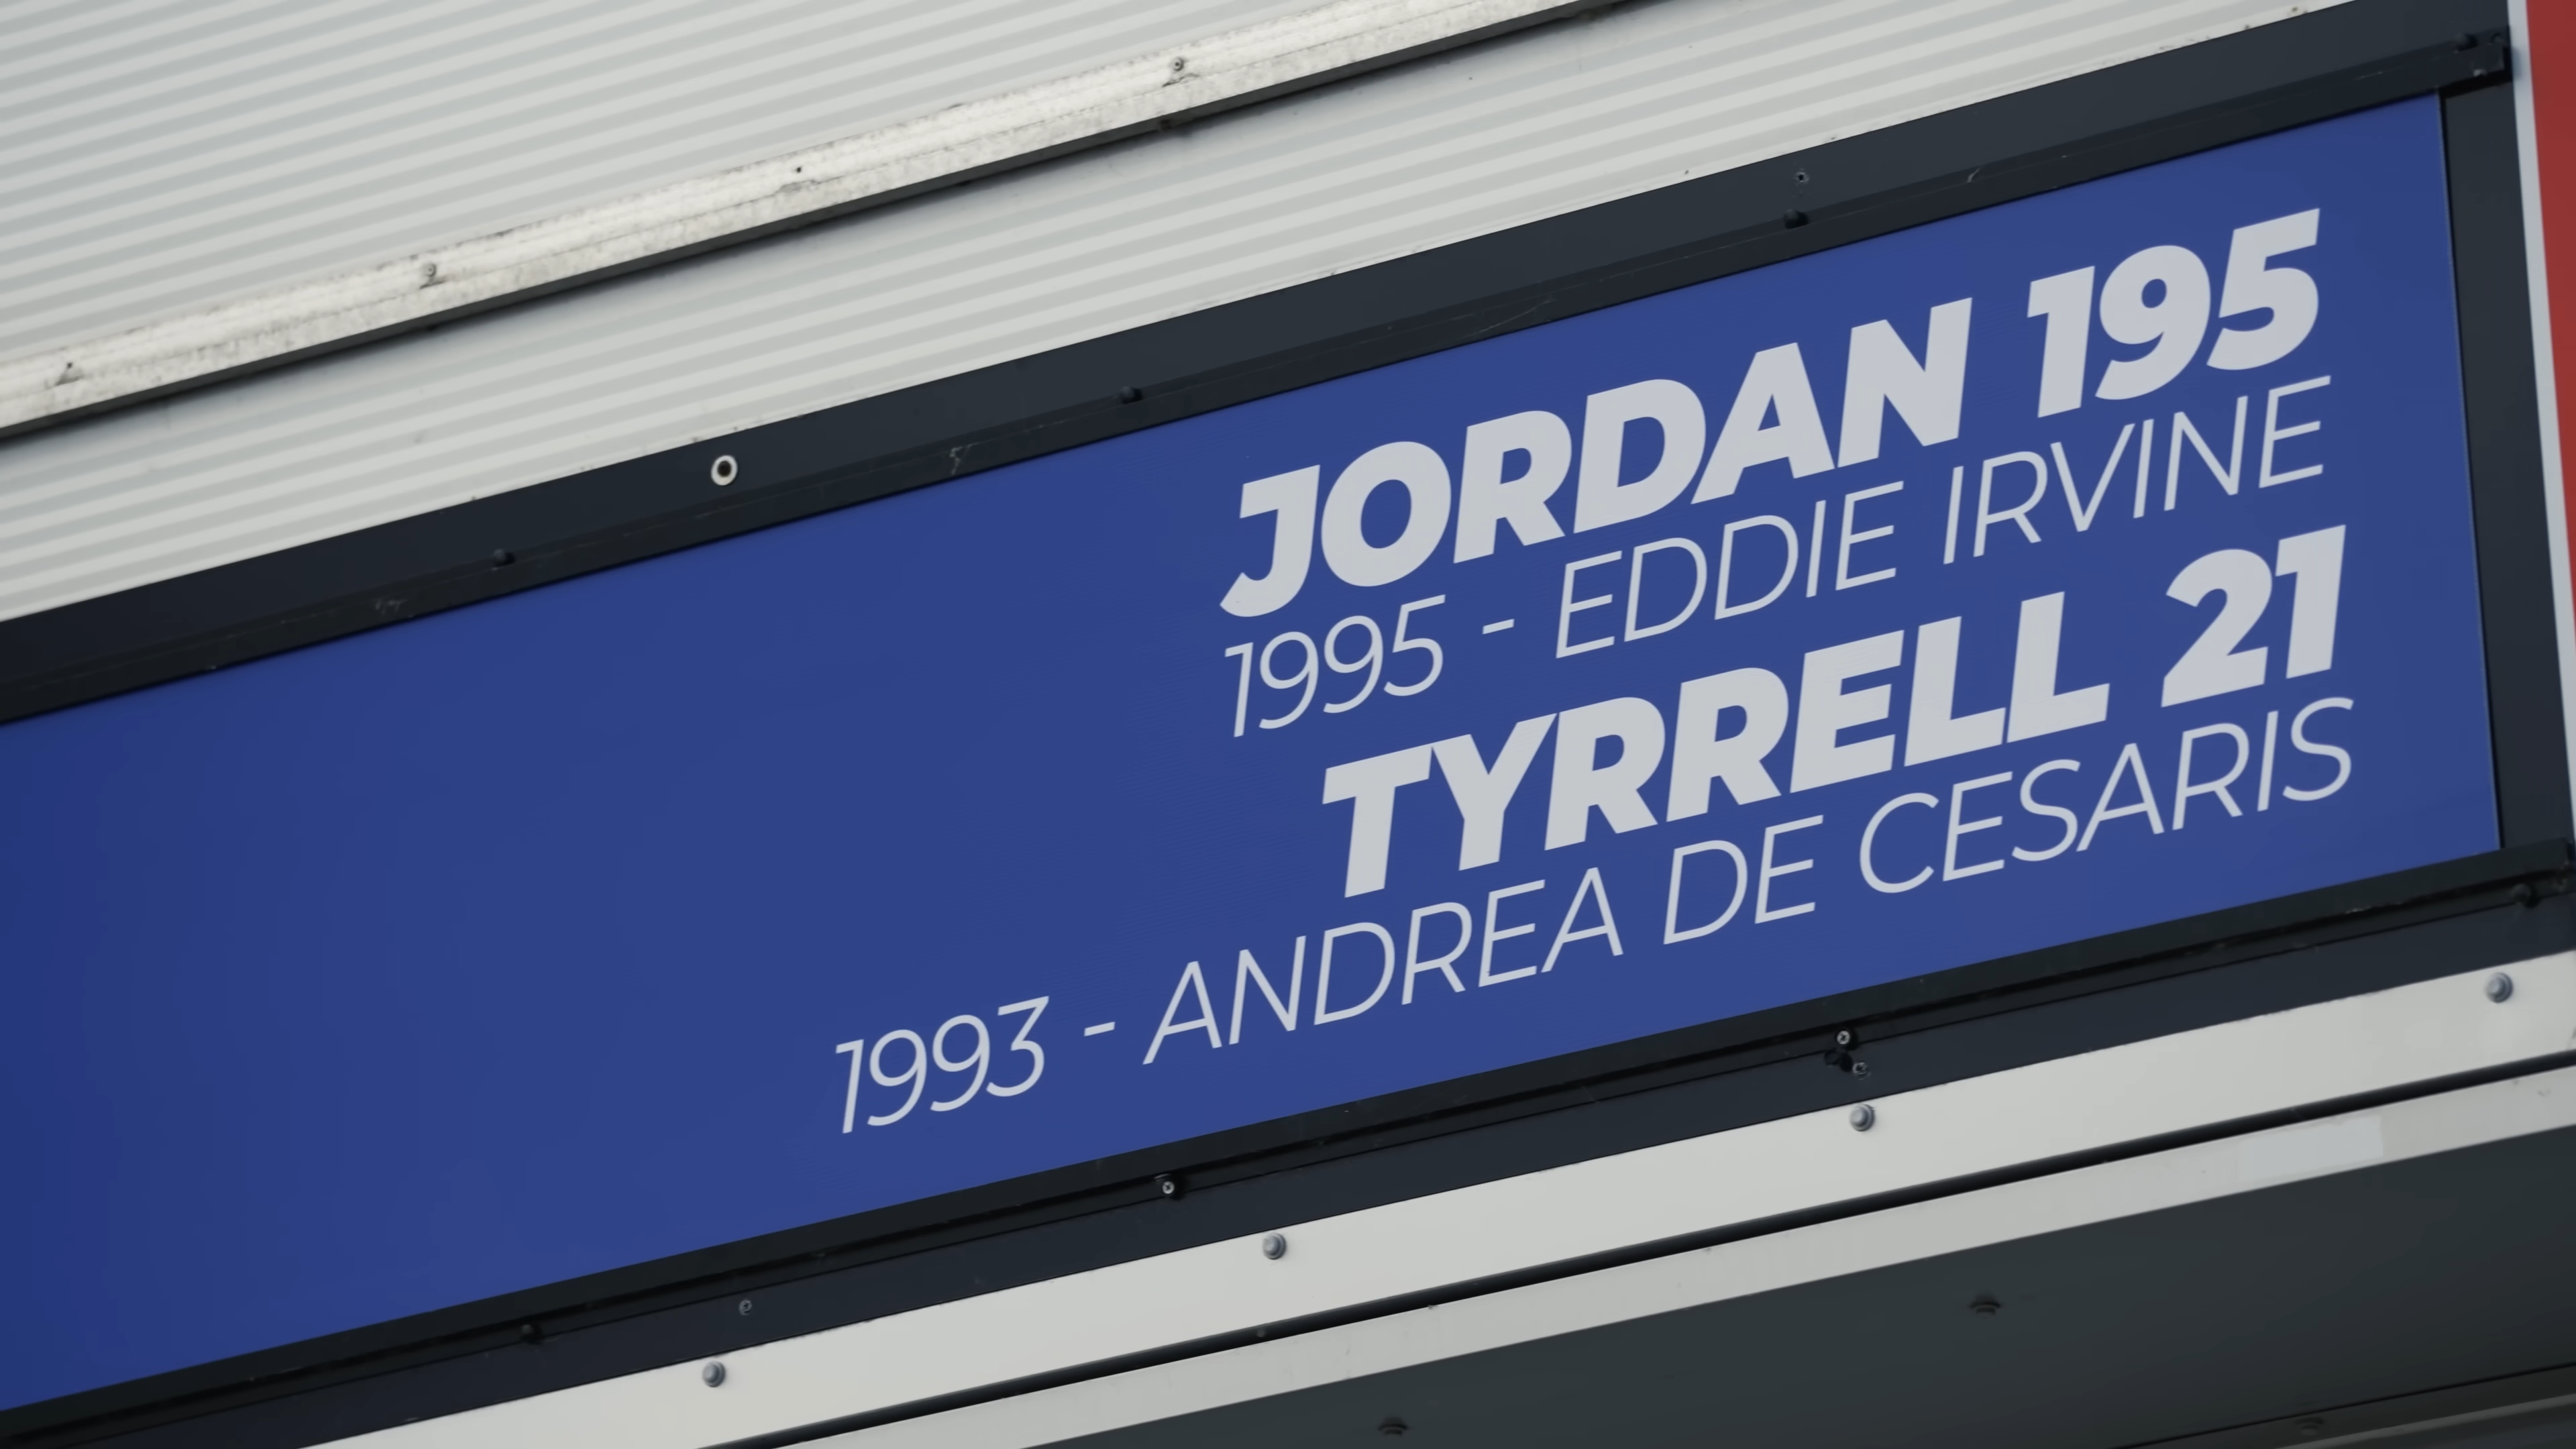 JORDAN 195
1995 - EDDIE IRVINE
TYRRELL 21
1993 - ANDREA DE CESARIS